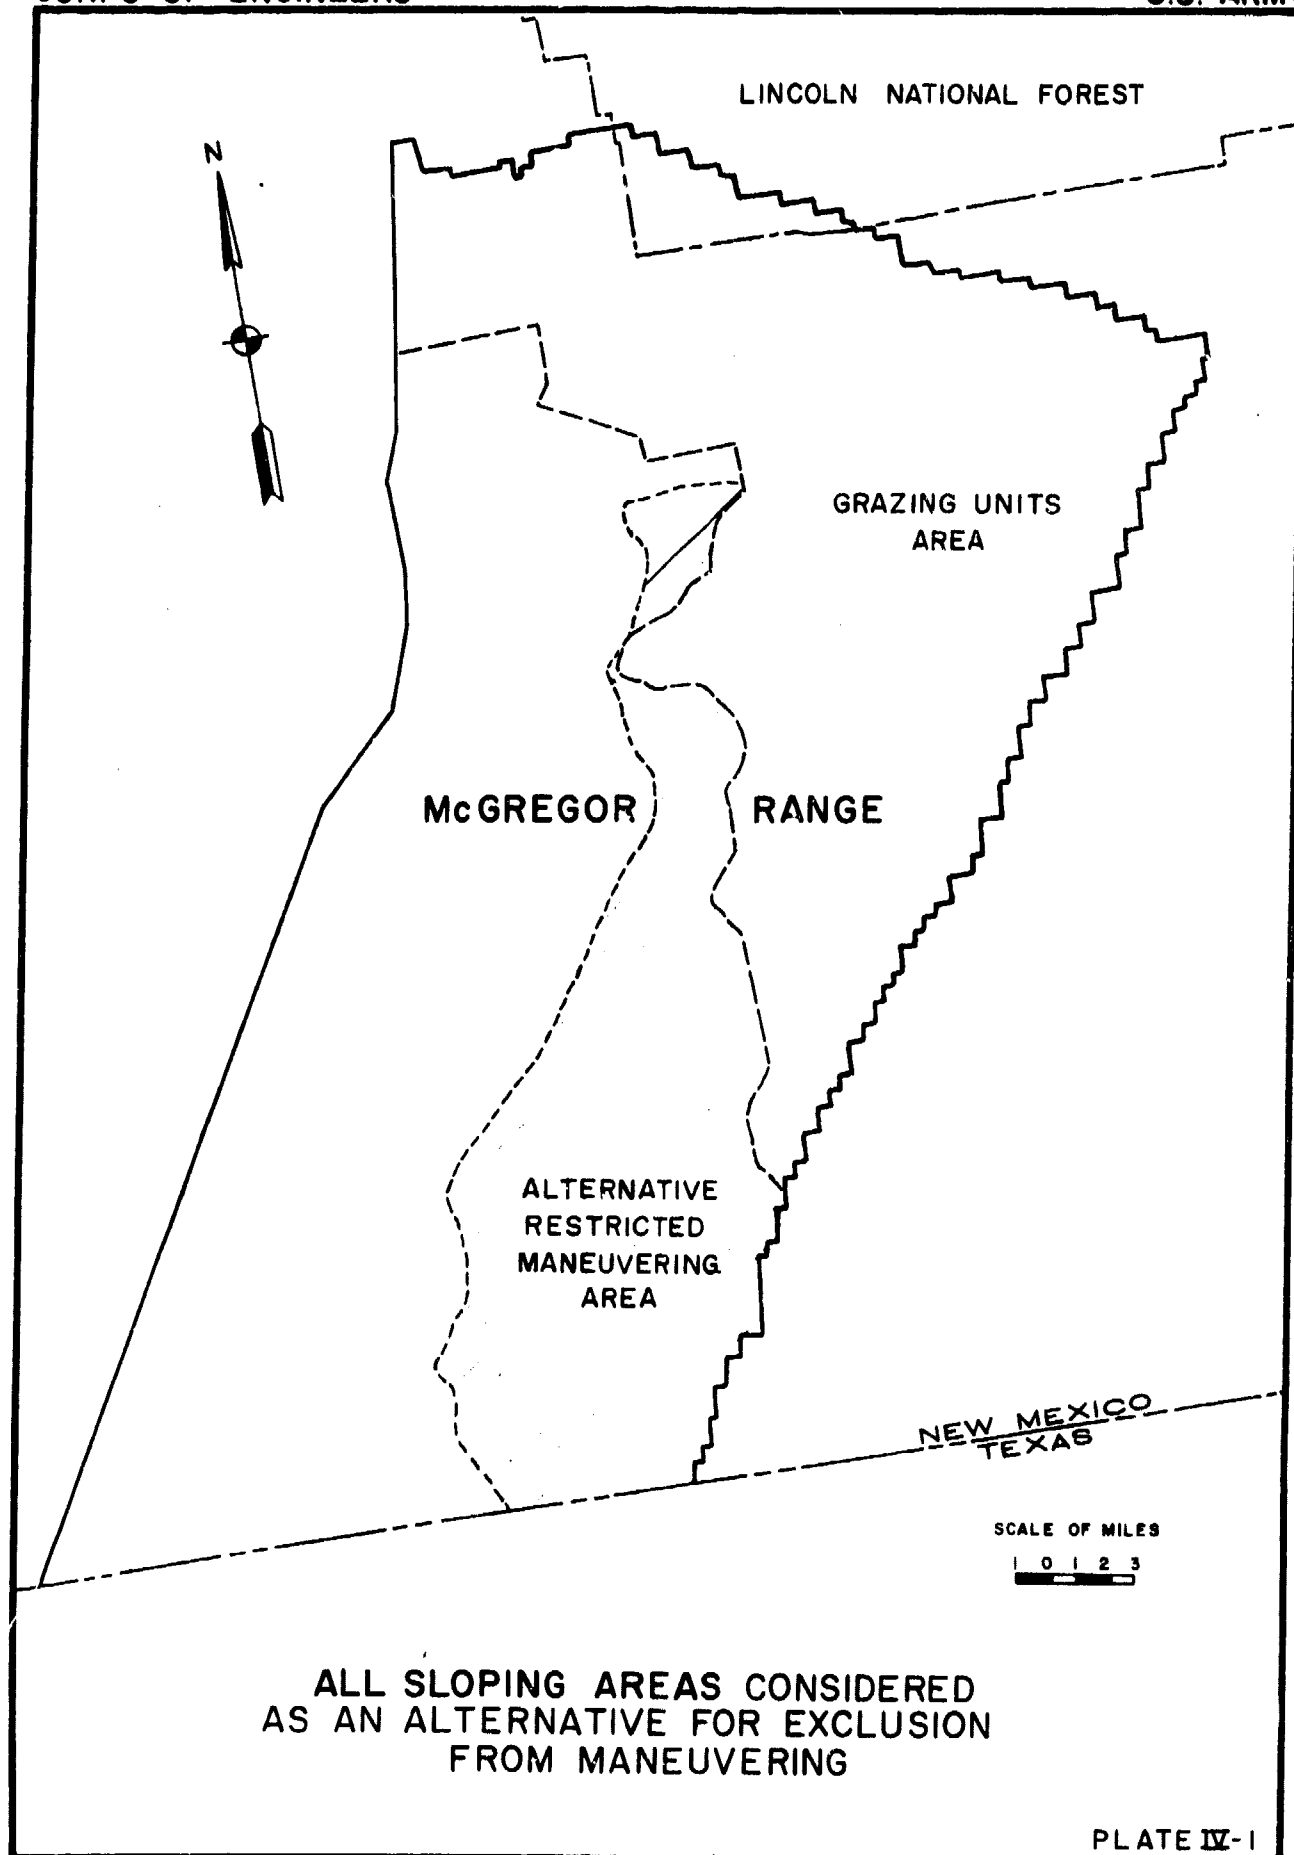 LINCOLN NATIONAL FOREST
N
GRAZING UNITS
AREA
McGREGOR RANGE
ALTERNATIVE
RESTRICTED
MANEUVERING
AREA
NEW MEXICO
TEXAS
SCALE OF MILES
1 0 1 2 3
ALL SLOPING AREAS CONSIDERED
AS AN ALTERNATIVE FOR EXCLUSION
FROM MANEUVERING
PLATE IV-1